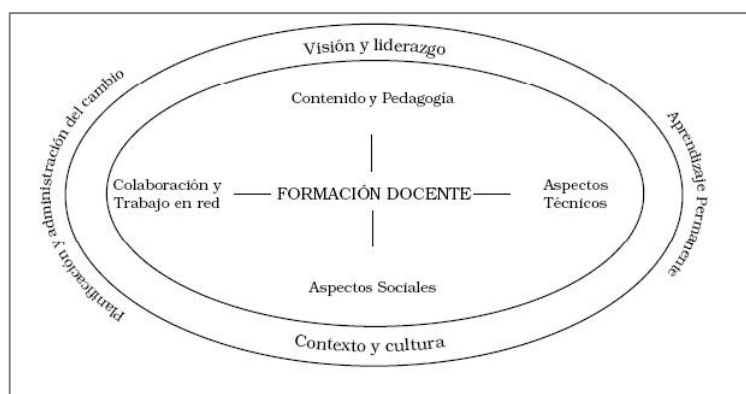 Visión y liderazgo
Contenido y Pedagogía
Planificación y administración del cambio
Aprendizaje Permanente
Colaboración y
Trabajo en red
FORMACIÓN DOCENTE
Aspectos
Técnicos
Aspectos Sociales
Contexto y cultura